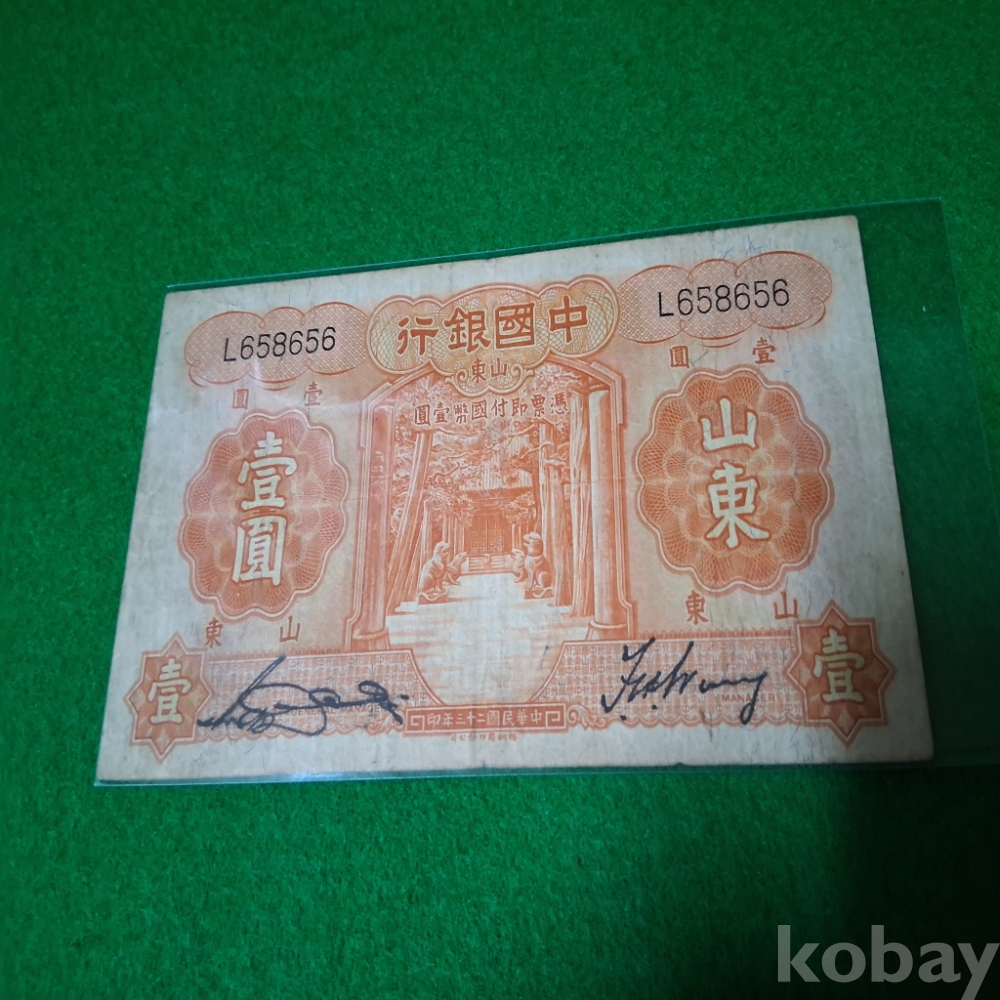 L658656
中國銀行
L658656
山東
憑票即付國幣壹圓
壹圓
壹圓
山東
壹圓
山東
山東
壹
壹
MANAGER
中華民國二十三年印
kobay